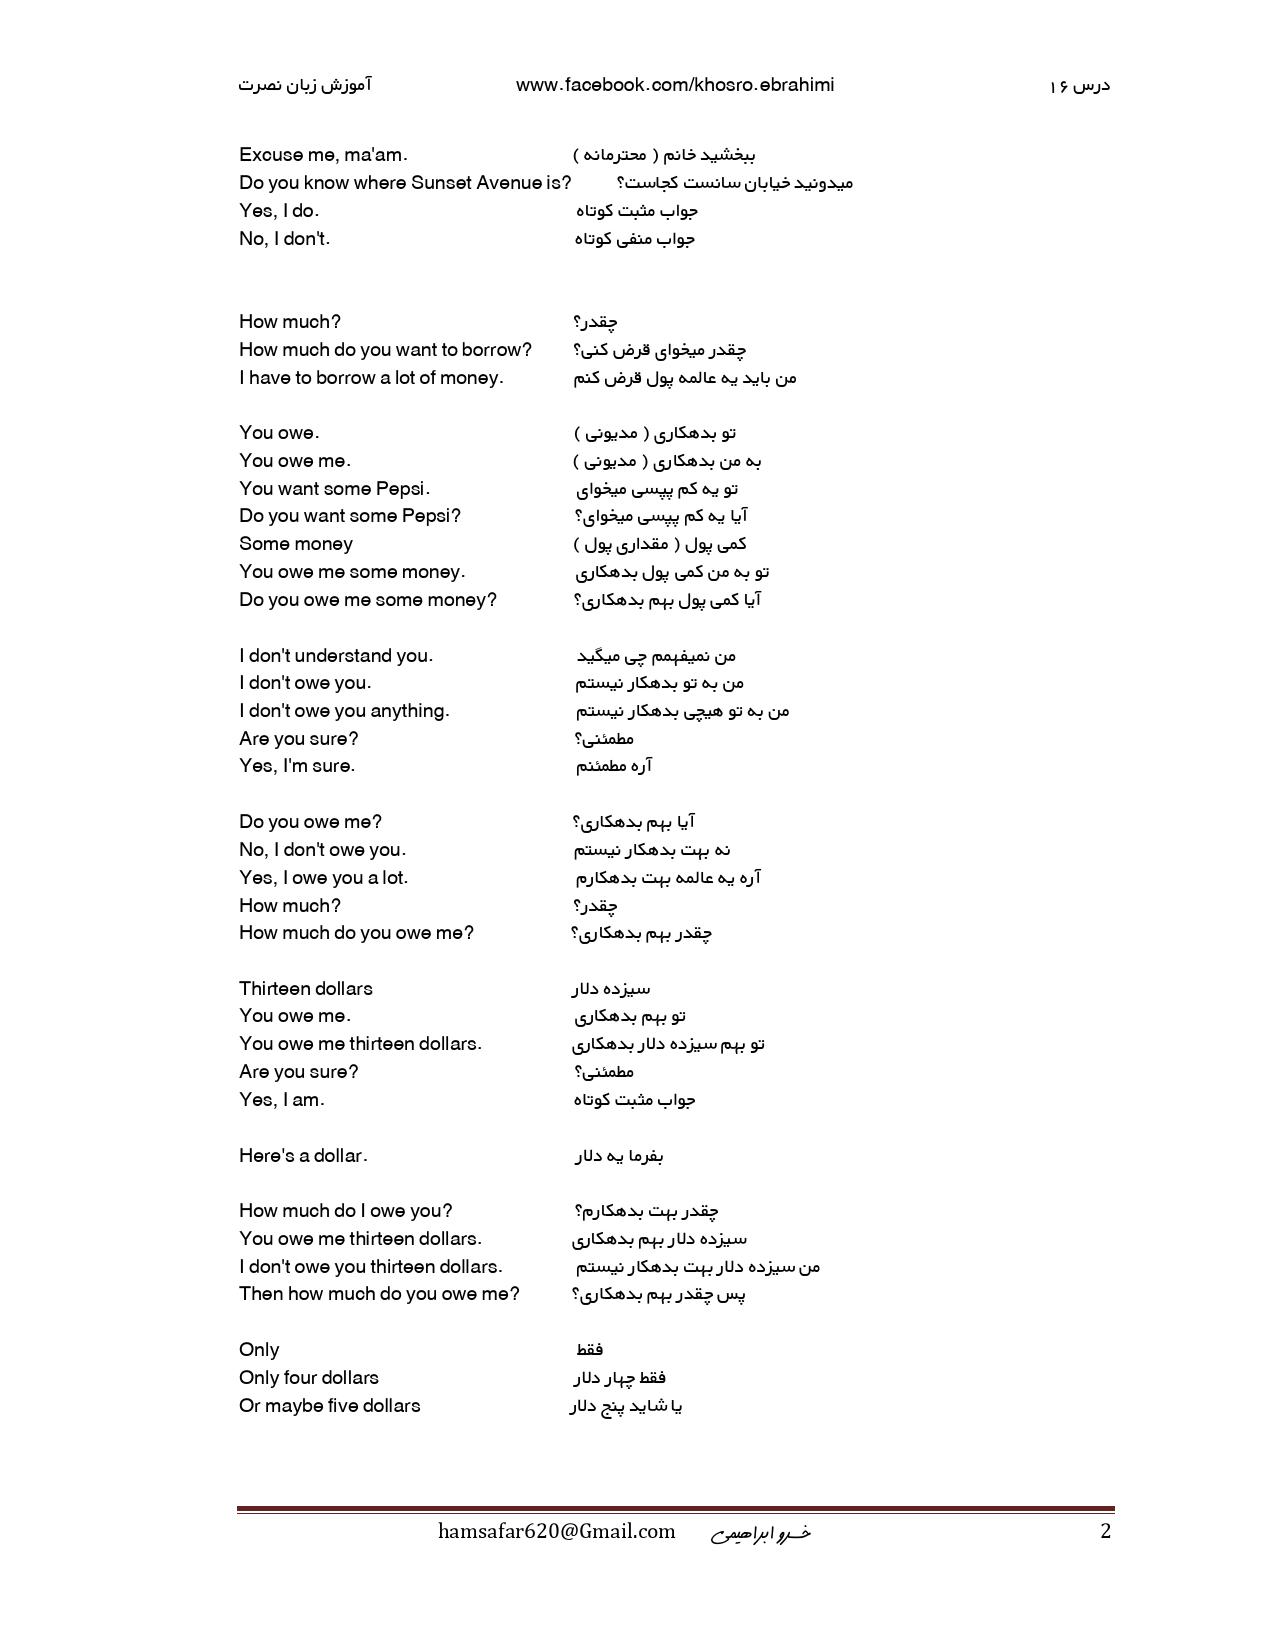 آموزش زبان نصرت www.facebook.com/khosro.ebrahimi درس ۱۶
Excuse me, ma'am. ببخشید خانم ( محترمانه )
Do you know where Sunset Avenue is? میدونید خیابان سانست کجاست؟
Yes, I do. جواب مثبت کوتاه
No, I don't. جواب منفی کوتاه
How much? چقدر؟
How much do you want to borrow? چقدر میخوای قرض کنی؟
I have to borrow a lot of money. من باید یه عالمه پول قرض کنم
You owe. تو بدهکاری ( مدیونی )
You owe me. به من بدهکاری ( مدیونی )
You want some Pepsi. تو یه کم پپسی میخوای
Do you want some Pepsi? آیا یه کم پپسی میخوای؟
Some money کمی پول ( مقداری پول )
You owe me some money. تو به من کمی پول بدهکاری
Do you owe me some money? آیا کمی پول بهم بدهکاری؟
I don't understand you. من نمیفهمم چی میگید
I don't owe you. من به تو بدهکار نیستم
I don't owe you anything. من به تو هیچی بدهکار نیستم
Are you sure? مطمئنی؟
Yes, I'm sure. آره مطمئنم
Do you owe me? آیا بهم بدهکاری؟
No, I don't owe you. نه بهت بدهکار نیستم
Yes, I owe you a lot. آره یه عالمه بهت بدهکارم
How much? چقدر؟
How much do you owe me? چقدر بهم بدهکاری؟
Thirteen dollars سیزده دلار
You owe me. تو بهم بدهکاری
You owe me thirteen dollars. تو بهم سیزده دلار بدهکاری
Are you sure? مطمئنی؟
Yes, I am. جواب مثبت کوتاه
Here's a dollar. بفرما یه دلار
How much do I owe you? چقدر بهت بدهکارم؟
You owe me thirteen dollars. سیزده دلار بهم بدهکاری
I don't owe you thirteen dollars. من سیزده دلار بهت بدهکار نیستم
Then how much do you owe me? پس چقدر بهم بدهکاری؟
Only فقط
Only four dollars فقط چهار دلار
Or maybe five dollars یا شاید پنج دلار
hamsafar620@Gmail.com خسرو ابراهیمی 2